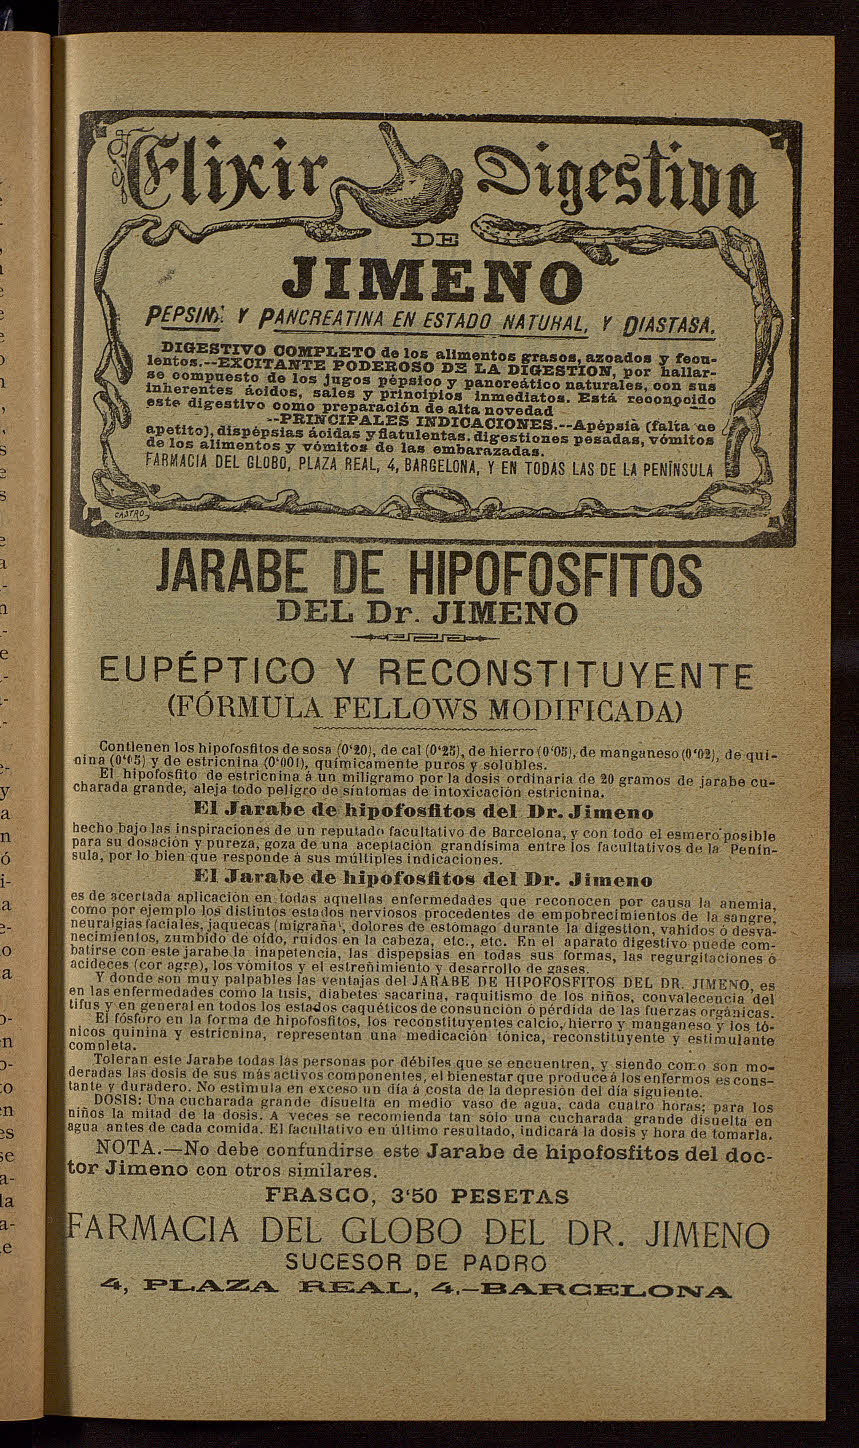 Elixir Digestivo
DE
JIMENO
PEPSINA Y PANCREATINA EN ESTADO NATURAL, Y DIASTASA.
DIGESTIVO COMPLETO de los alimentos grasos, azoados y fecu-
lentos.--EXCITANTE PODEROSO DE LA DIGESTION, por hallar-
se compuesto de los jugos pépsico y pancreático naturales, con sus
inherentes ácidos, sales y principios inmediatos. Está reconocido
este digestivo como preparación de alta novedad
--PRINCIPALES INDICACIONES.--Apépsia (falta de
apetito), dispépsias ácidas y flatulentas, digestiones pesadas, vómitos
de los alimentos y vómitos de las embarazadas.
FARMACIA DEL GLOBO, PLAZA REAL, 4, BARCELONA, Y EN TODAS LAS DE LA PENÍNSULA
CASTRO
JARABE DE HIPOFOSFITOS
DEL Dr. JIMENO
EUPÉPTICO Y RECONSTITUYENTE
(FÓRMULA FELLOWS MODIFICADA)
Contienen los hipofosfitos de sosa (0'20), de cal (0'25), de hierro (0'05), de manganeso (0'02), de qui-
nina (0'05) y de estricnina (0'001), químicamente puros y solubles.
El hipofosfito de estricnina á un miligramo por la dosis ordinaria de 20 gramos de jarabe cu-
charada grande, aleja todo peligro de síntomas de intoxicación estricnina.
El Jarabe de hipofosfitos del Dr. Jimeno
hecho bajo las inspiraciones de un reputado facultativo de Barcelona, y con todo el esmero posible
para su dosación y pureza, goza de una aceptación grandísima entre los facultativos de la Penín-
sula, por lo bien que responde á sus múltiples indicaciones.
El Jarabe de hipofosfitos del Dr. Jimeno
es de acertada aplicación en todas aquellas enfermedades que reconocen por causa la anemia,
como por ejemplo los distintos estados nerviosos procedentes de empobrecimientos de la sangre,
neuralgias faciales, jaquecas (migraña), dolores de estómago durante la digestión, vahídos ó desva-
necimientos, zumbido de oído, ruidos en la cabeza, etc., etc. En el aparato digestivo puede com-
batirse con este jarabe la inapetencia, las dispepsias en todas sus formas, las regurgitaciones ó
acideces (cor agre), los vómitos y el estreñimiento y desarrollo de gases.
Y donde son muy palpables las ventajas del JARABE DE HIPOFOSFITOS DEL DR. JIMENO, es
en las enfermedades como la tisis, diabetes sacarina, raquitismo de los niños, convalecencia del
tifus y en general en todos los estados caquéticos de consunción ó pérdida de las fuerzas orgánicas.
El fósforo en la forma de hipofosfitos, los reconstituyentes calcio, hierro y manganeso y los tó-
nicos quinina y estricnina, representan una medicación tónica, reconstituyente y estimulante
completa.
Toleran este Jarabe todas las personas por débiles que se encuentren, y siendo como son mo-
deradas las dosis de sus más activos componentes, el bienestar que produce á los enfermos es cons-
tante y duradero. No estimula en exceso un día á costa de la depresión del día siguiente.
DOSIS: Una cucharada grande disuelta en medio vaso de agua, cada cuatro horas; para los
niños la mitad de la dosis. A veces se recomienda tan sólo una cucharada grande disuelta en
agua antes de cada comida. El facultativo en último resultado, indicará la dosis y hora de tomarla.
NOTA.—No debe confundirse este Jarabe de hipofosfitos del doc-
tor Jimeno con otros similares.
FRASCO, 3'50 PESETAS
FARMACIA DEL GLOBO DEL DR. JIMENO
SUCESOR DE PADRO
4, PLAZA REAL, 4.—BARCELONA